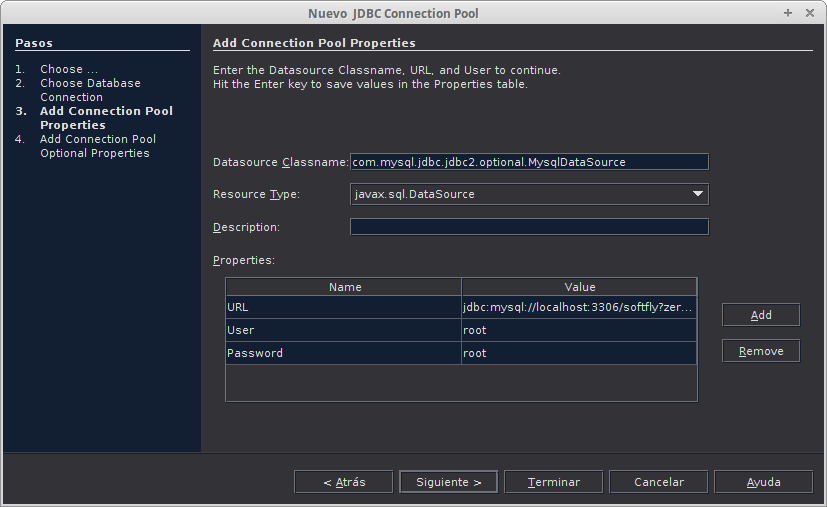 Nuevo  JDBC Connection Pool
Pasos
1. Choose ...
2. Choose Database
Connection
3. Add Connection Pool
Properties
4. Add Connection Pool
Optional Properties
Add Connection Pool Properties
Enter the Datasource Classname, URL, and User to continue.
Hit the Enter key to save values in the Properties table.
Datasource Classname: com.mysql.jdbc.jdbc2.optional.MysqlDataSource
Resource Type: javax.sql.DataSource
Description:
Properties:
Name Value
URL jdbc:mysql://localhost:3306/softfly?zer...
User root
Password root
Add
Remove
< Atrás Siguiente > Terminar Cancelar Ayuda